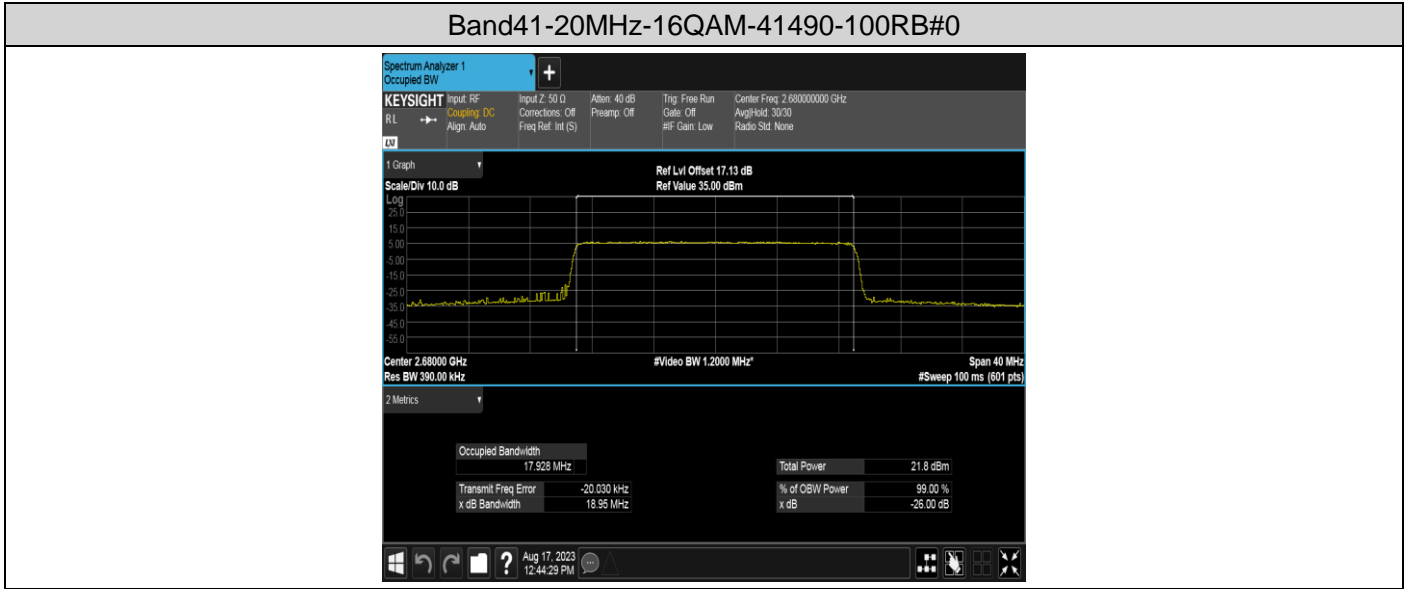 Band41-20MHz-16QAM-41490-100RB#0
Spectrum Analyzer 1
Occupied BW
+
KEYSIGHT
RL
LXI
Input: RF
Coupling: DC
Align: Auto
Input Z: 50 Ω
Corrections: Off
Freq Ref: Int (S)
Atten: 40 dB
Preamp: Off
Trig: Free Run
Gate: Off
#IF Gain: Low
Center Freq: 2.680000000 GHz
Avg|Hold: 30/30
Radio Std: None
1 Graph
Scale/Div 10.0 dB
Ref Lvl Offset 17.13 dB
Ref Value 35.00 dBm
Log
25.0
15.0
5.00
-5.00
-15.0
-25.0
-35.0
-45.0
-55.0
Center 2.68000 GHz
#Video BW 1.2000 MHz*
Span 40 MHz
Res BW 390.00 kHz
#Sweep 100 ms (601 pts)
2 Metrics
Occupied Bandwidth
17.928 MHz
Transmit Freq Error -20.030 kHz
x dB Bandwidth 18.95 MHz
Total Power 21.8 dBm
% of OBW Power 99.00 %
x dB -26.00 dB
?
Aug 17, 2023
12:44:29 PM